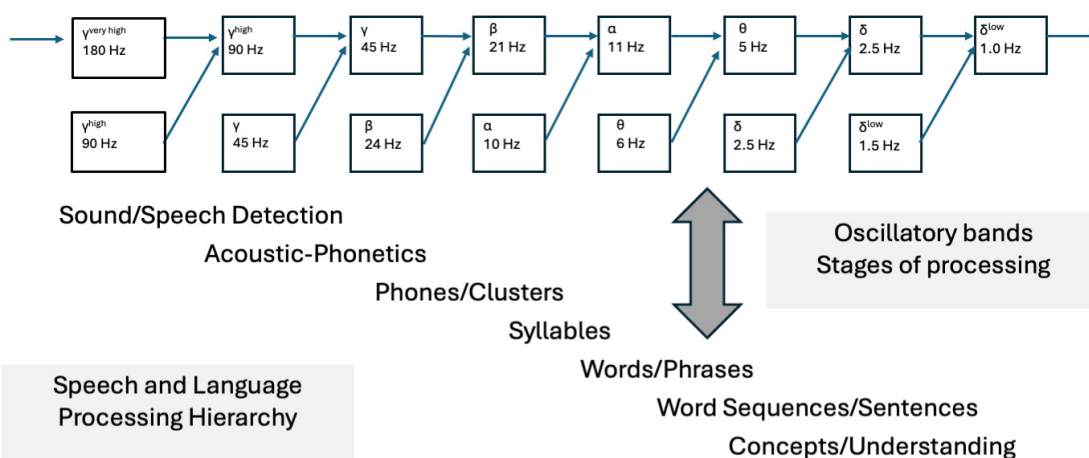 γvery high
180 Hz
γhigh
90 Hz
γ
45 Hz
β
21 Hz
α
11 Hz
θ
5 Hz
δ
2.5 Hz
δlow
1.0 Hz
γhigh
90 Hz
γ
45 Hz
β
24 Hz
α
10 Hz
θ
6 Hz
δ
2.5 Hz
δlow
1.5 Hz
Sound/Speech Detection
Acoustic-Phonetics
Phones/Clusters
Syllables
Words/Phrases
Word Sequences/Sentences
Concepts/Understanding
Oscillatory bands
Stages of processing
Speech and Language
Processing Hierarchy